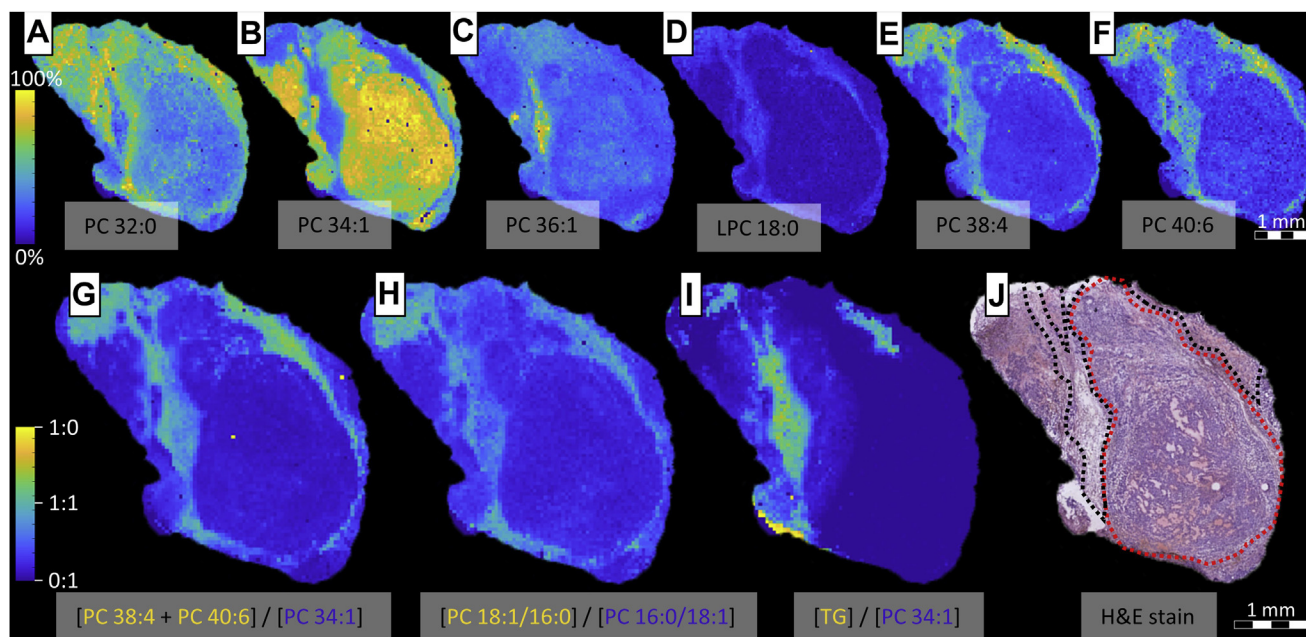 A
B
C
D
E
F
100%
0%
PC 32:0
PC 34:1
PC 36:1
LPC 18:0
PC 38:4
PC 40:6
1 mm
G
H
I
J
1:0
1:1
0:1
[PC 38:4 + PC 40:6] / [PC 34:1]
[PC 18:1/16:0] / [PC 16:0/18:1]
[TG] / [PC 34:1]
H&E stain
1 mm